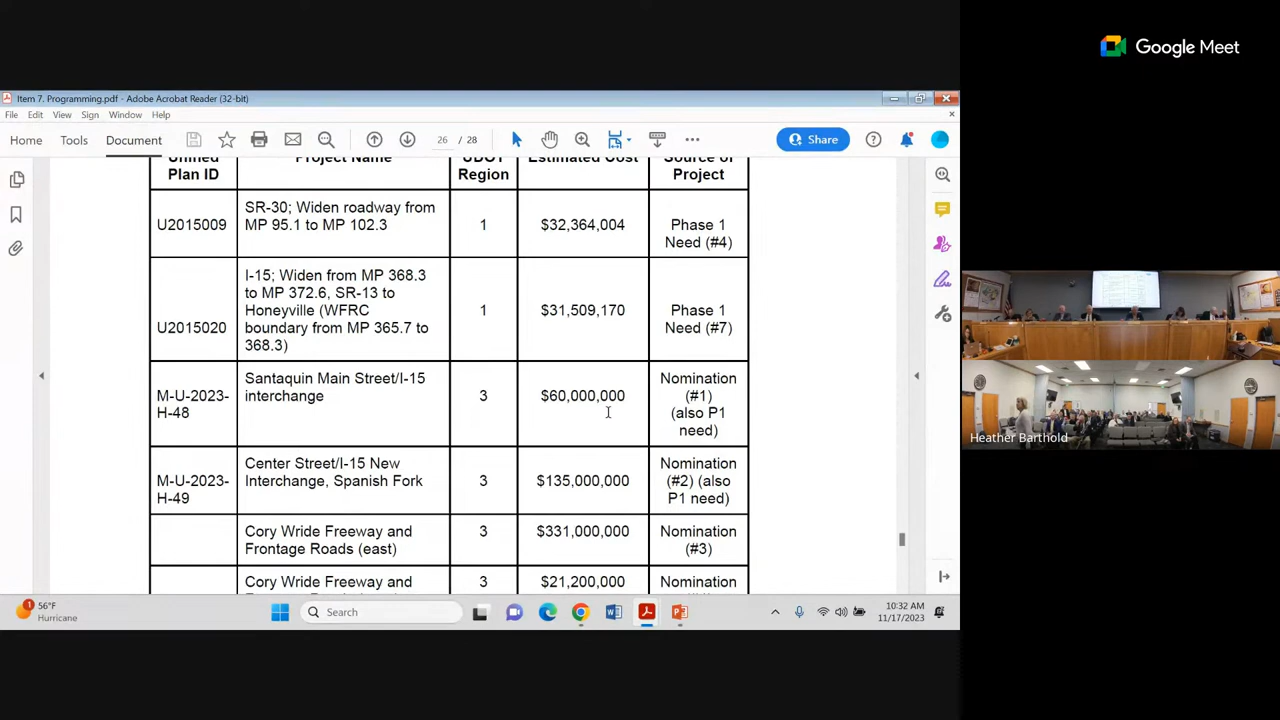 Google Meet
Item 7. Programming.pdf - Adobe Acrobat Reader (32-bit)
File Edit View Sign Window Help
Home Tools Document 26 / 28 Share
Unified Plan ID
Project Name
UDOT Region
Estimated Cost
Source of Project
U2015009
SR-30; Widen roadway from
MP 95.1 to MP 102.3
1
$32,364,004
Phase 1
Need (#4)
U2015020
I-15; Widen from MP 368.3
to MP 372.6, SR-13 to
Honeyville (WFRC
boundary from MP 365.7 to
368.3)
1
$31,509,170
Phase 1
Need (#7)
M-U-2023-
H-48
Santaquin Main Street/I-15
interchange
3
$60,000,000
Nomination
(#1)
(also P1
need)
M-U-2023-
H-49
Center Street/I-15 New
Interchange, Spanish Fork
3
$135,000,000
Nomination
(#2) (also
P1 need)
Cory Wride Freeway and
Frontage Roads (east)
3
$331,000,000
Nomination
(#3)
Cory Wride Freeway and
3
$21,200,000
Nomination
Heather Barthold
1
56°F
Hurricane
Search
10:32 AM
11/17/2023